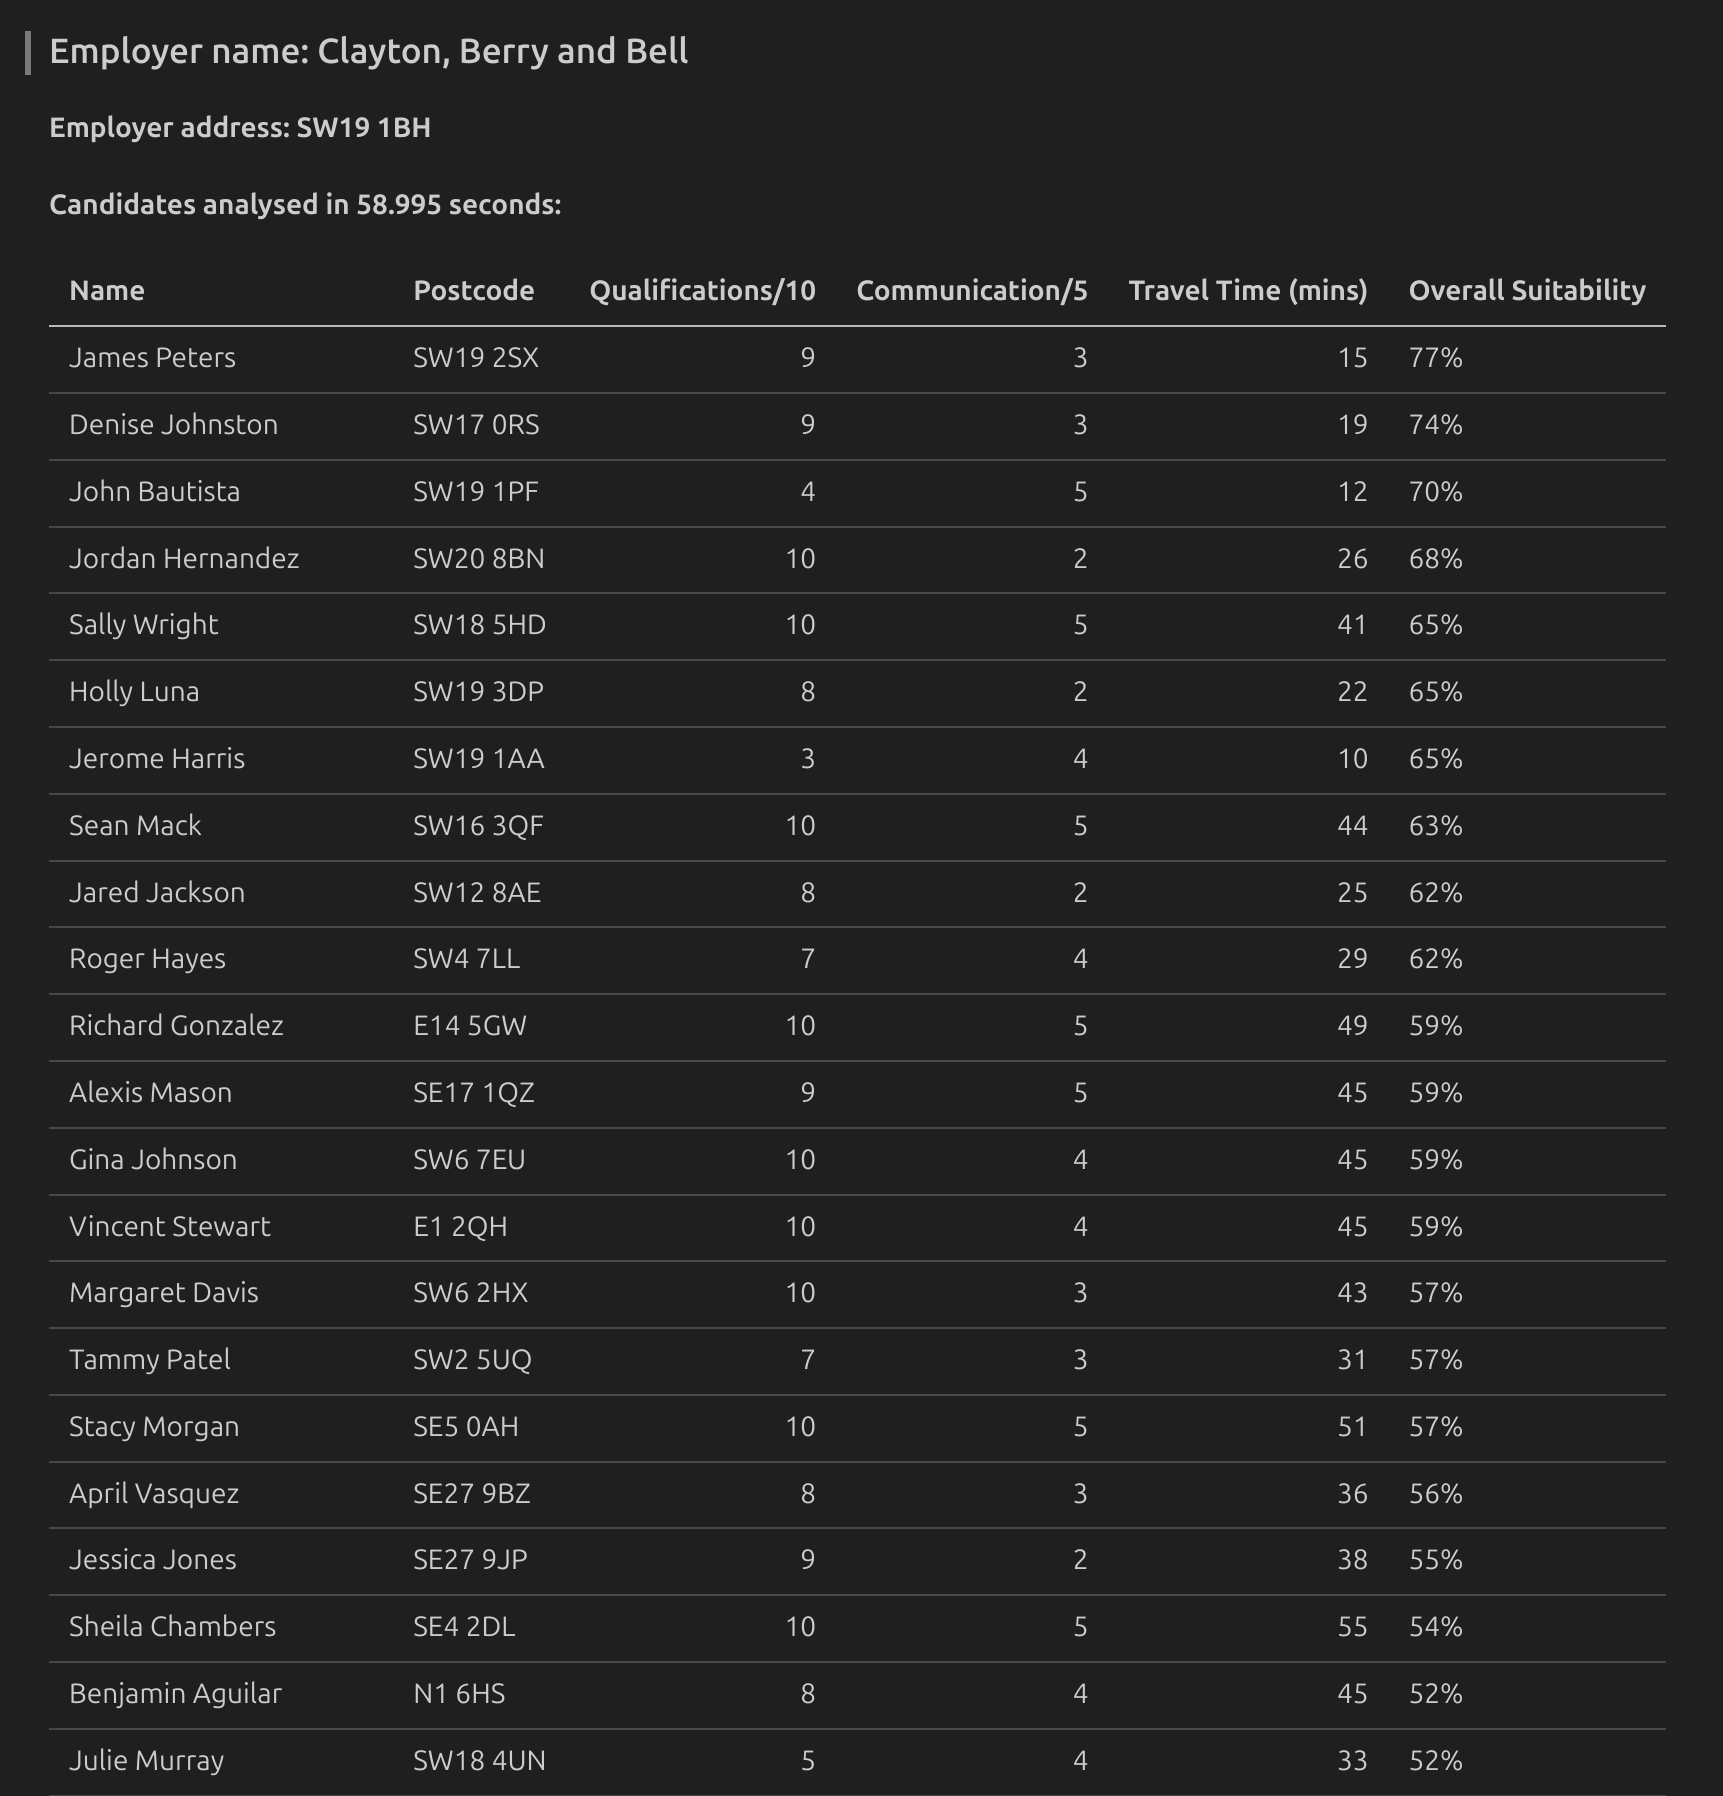 Employer name: Clayton, Berry and Bell
Employer address: SW19 1BH
Candidates analysed in 58.995 seconds:
Name Postcode Qualifications/10 Communication/5 Travel Time (mins) Overall Suitability
James Peters SW19 2SX 9 3 15 77%
Denise Johnston SW17 0RS 9 3 19 74%
John Bautista SW19 1PF 4 5 12 70%
Jordan Hernandez SW20 8BN 10 2 26 68%
Sally Wright SW18 5HD 10 5 41 65%
Holly Luna SW19 3DP 8 2 22 65%
Jerome Harris SW19 1AA 3 4 10 65%
Sean Mack SW16 3QF 10 5 44 63%
Jared Jackson SW12 8AE 8 2 25 62%
Roger Hayes SW4 7LL 7 4 29 62%
Richard Gonzalez E14 5GW 10 5 49 59%
Alexis Mason SE17 1QZ 9 5 45 59%
Gina Johnson SW6 7EU 10 4 45 59%
Vincent Stewart E1 2QH 10 4 45 59%
Margaret Davis SW6 2HX 10 3 43 57%
Tammy Patel SW2 5UQ 7 3 31 57%
Stacy Morgan SE5 0AH 10 5 51 57%
April Vasquez SE27 9BZ 8 3 36 56%
Jessica Jones SE27 9JP 9 2 38 55%
Sheila Chambers SE4 2DL 10 5 55 54%
Benjamin Aguilar N1 6HS 8 4 45 52%
Julie Murray SW18 4UN 5 4 33 52%